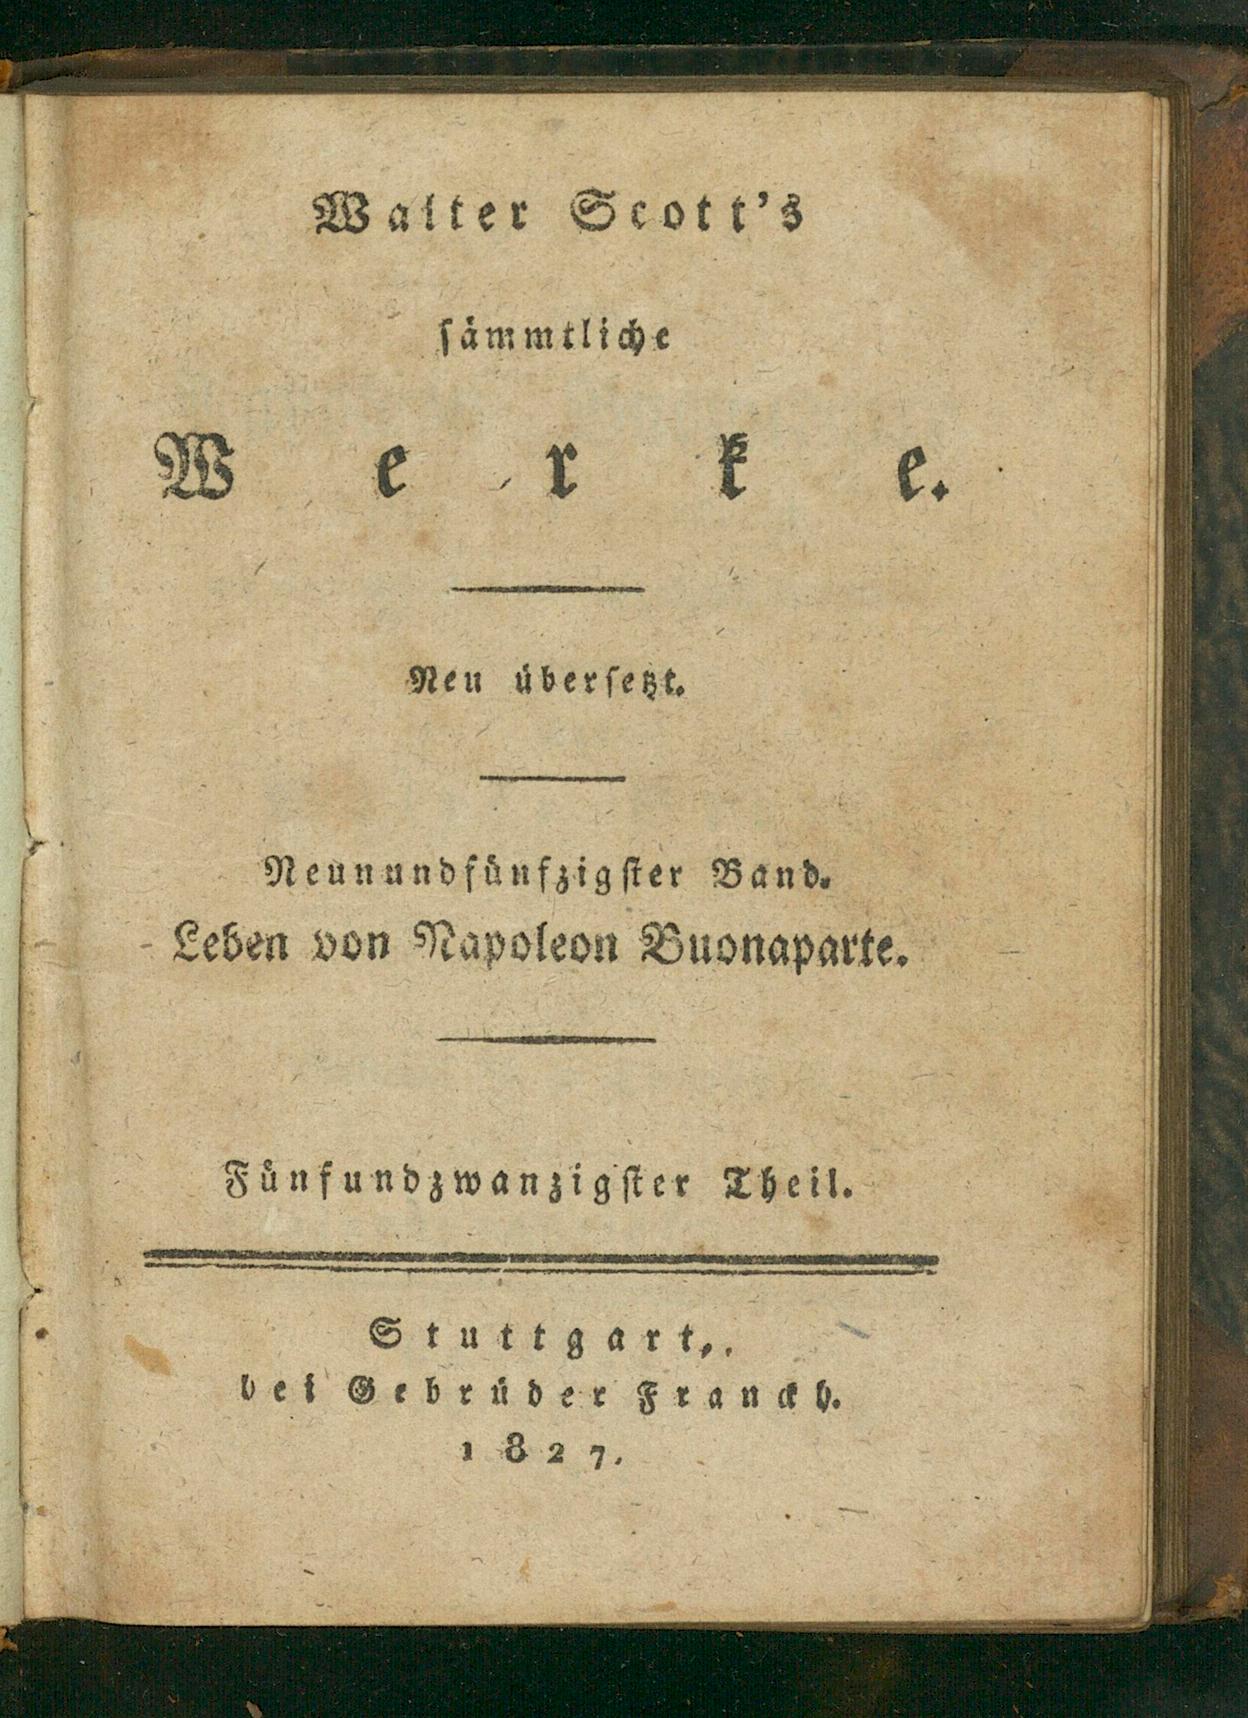 Walter Scott's
sämmtliche
Werke.
Neu übersetzt.
Neunundfünfzigster Band.
Leben von Napoleon Buonaparte.
Fünfundzwanzigster Theil.
Stuttgart,.
bei Gebrüder Franckh.
1827.